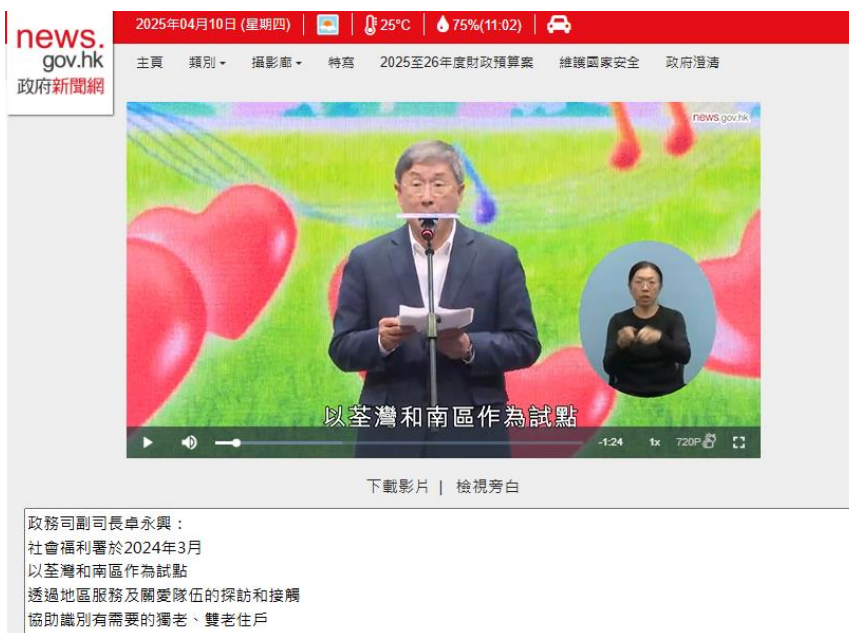 news.
gov.hk
政府新聞網
2025年04月10日 (星期四)
25°C
75%(11:02)
主頁 類別 攝影廊 特寫 2025至26年度財政預算案 維護國家安全 政府澄清
news.gov.hk
以荃灣和南區作為試點
-1:24 1x 720P
下載影片 | 檢視旁白
政務司副司長卓永興：
社會福利署於2024年3月
以荃灣和南區作為試點
透過地區服務及關愛隊伍的探訪和接觸
協助識別有需要的獨老、雙老住戶